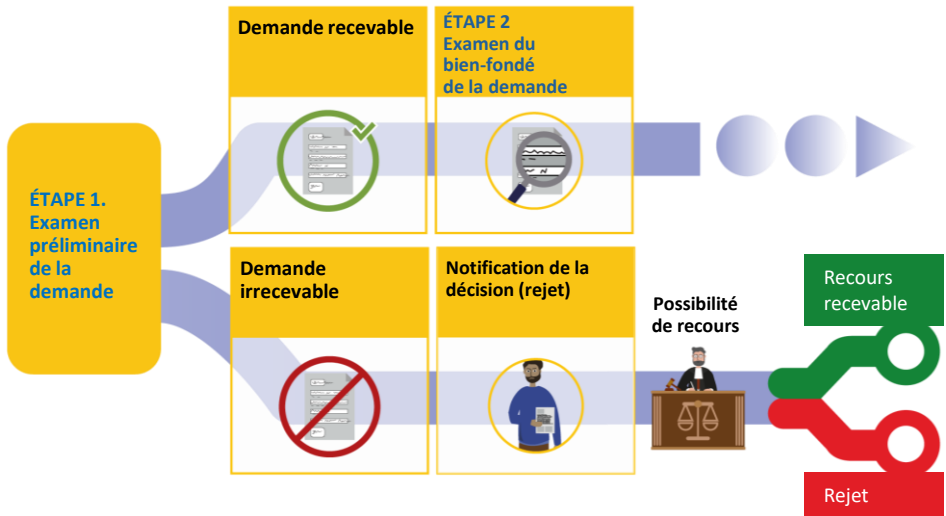 ÉTAPE 1.
Examen
préliminaire
de la
demande
Demande recevable
ÉTAPE 2
Examen du
bien-fondé
de la demande
Demande
irrecevable
Notification de la
décision (rejet)
Possibilité
de recours
Recours
recevable
Rejet